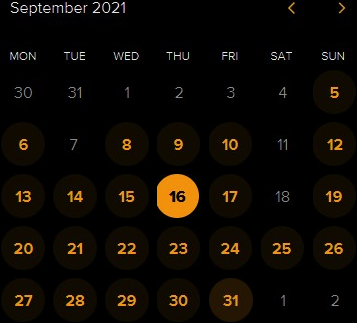 September 2021
MON TUE WED THU FRI SAT SUN
30 31 1 2 3 4 5
6 7 8 9 10 11 12
13 14 15 16 17 18 19
20 21 22 23 24 25 26
27 28 29 30 31 1 2